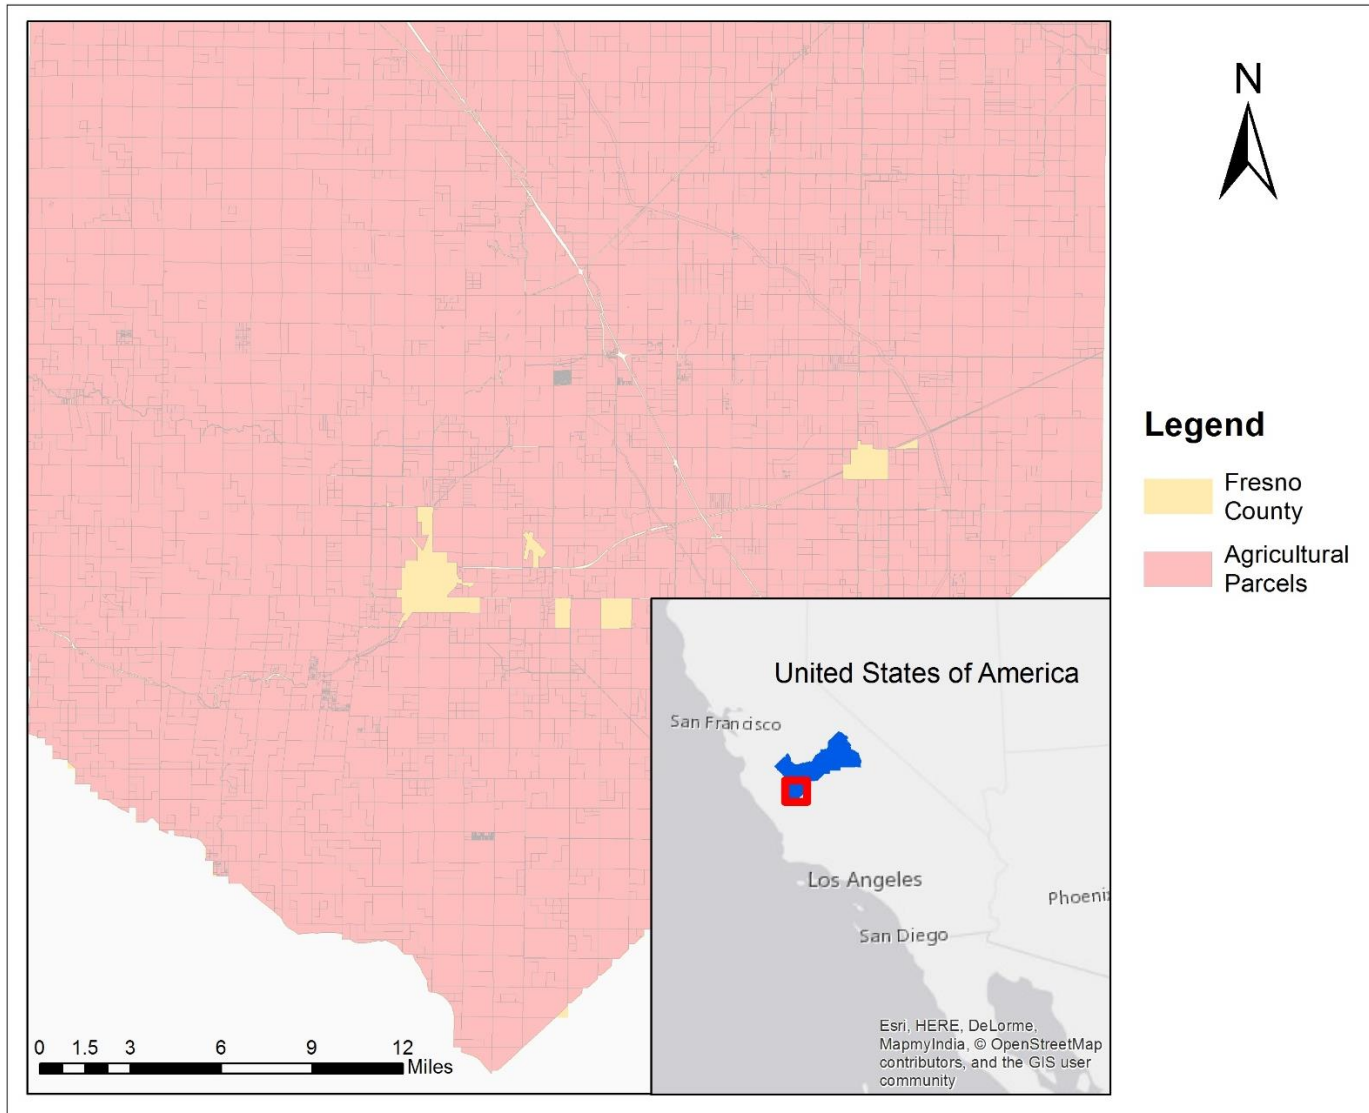 N
Legend
Fresno
County
Agricultural
Parcels
United States of America
San Francisco
Los Angeles
San Diego
Esri, HERE, DeLorme,
MapmyIndia, © OpenStreetMap
contributors, and the GIS user
community
0 1.5 3 6 9 12
Miles